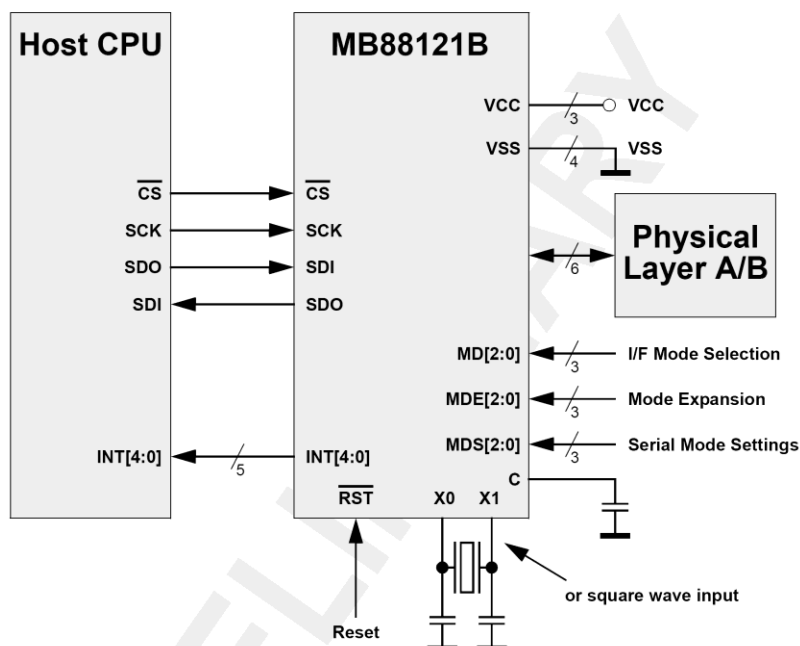 Host CPU
MB88121B
VCC
3
VCC
VSS
4
VSS
CS
CS
SCK
SCK
SDO
SDI
SDI
SDO
6
Physical
Layer A/B
MD[2:0]
3
I/F Mode Selection
MDE[2:0]
3
Mode Expansion
MDS[2:0]
3
Serial Mode Settings
INT[4:0]
5
INT[4:0]
C
RST
X0
X1
or square wave input
Reset